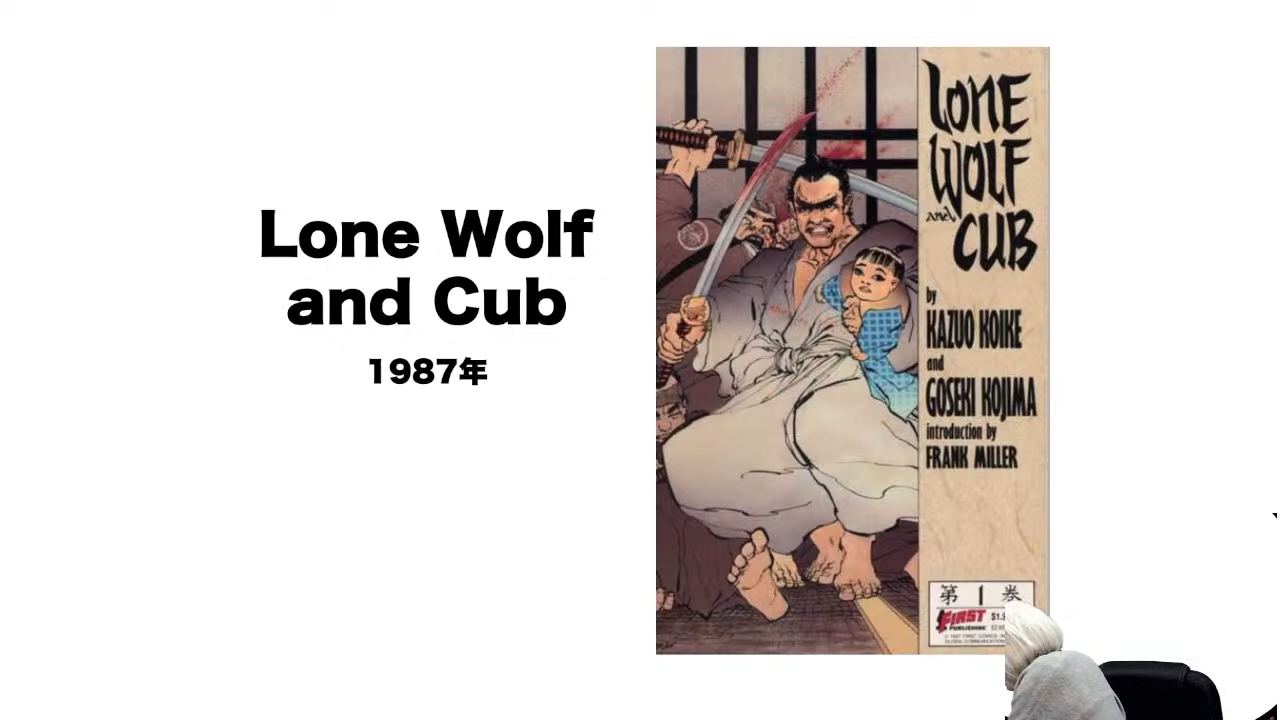 Lone Wolf
and Cub
1987年
LONE
WOLF
and
CUB
by
KAZUO KOIKE
and
GOSEKI KOJIMA
introduction by
FRANK MILLER
第1巻
FIRST
PUBLISHING